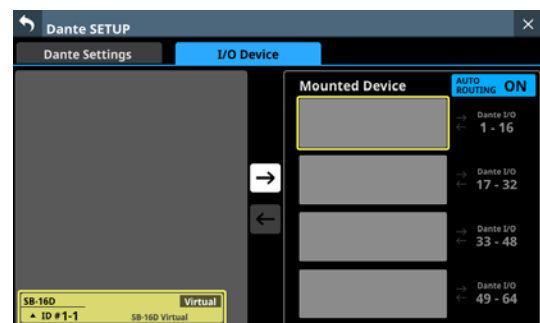 Dante SETUP
Dante Settings
I/O Device
Mounted Device
AUTO ROUTING ON
Dante I/O
1 - 16
Dante I/O
17 - 32
Dante I/O
33 - 48
Dante I/O
49 - 64
SB-16D Virtual
ID #1-1 SB-16D Virtual